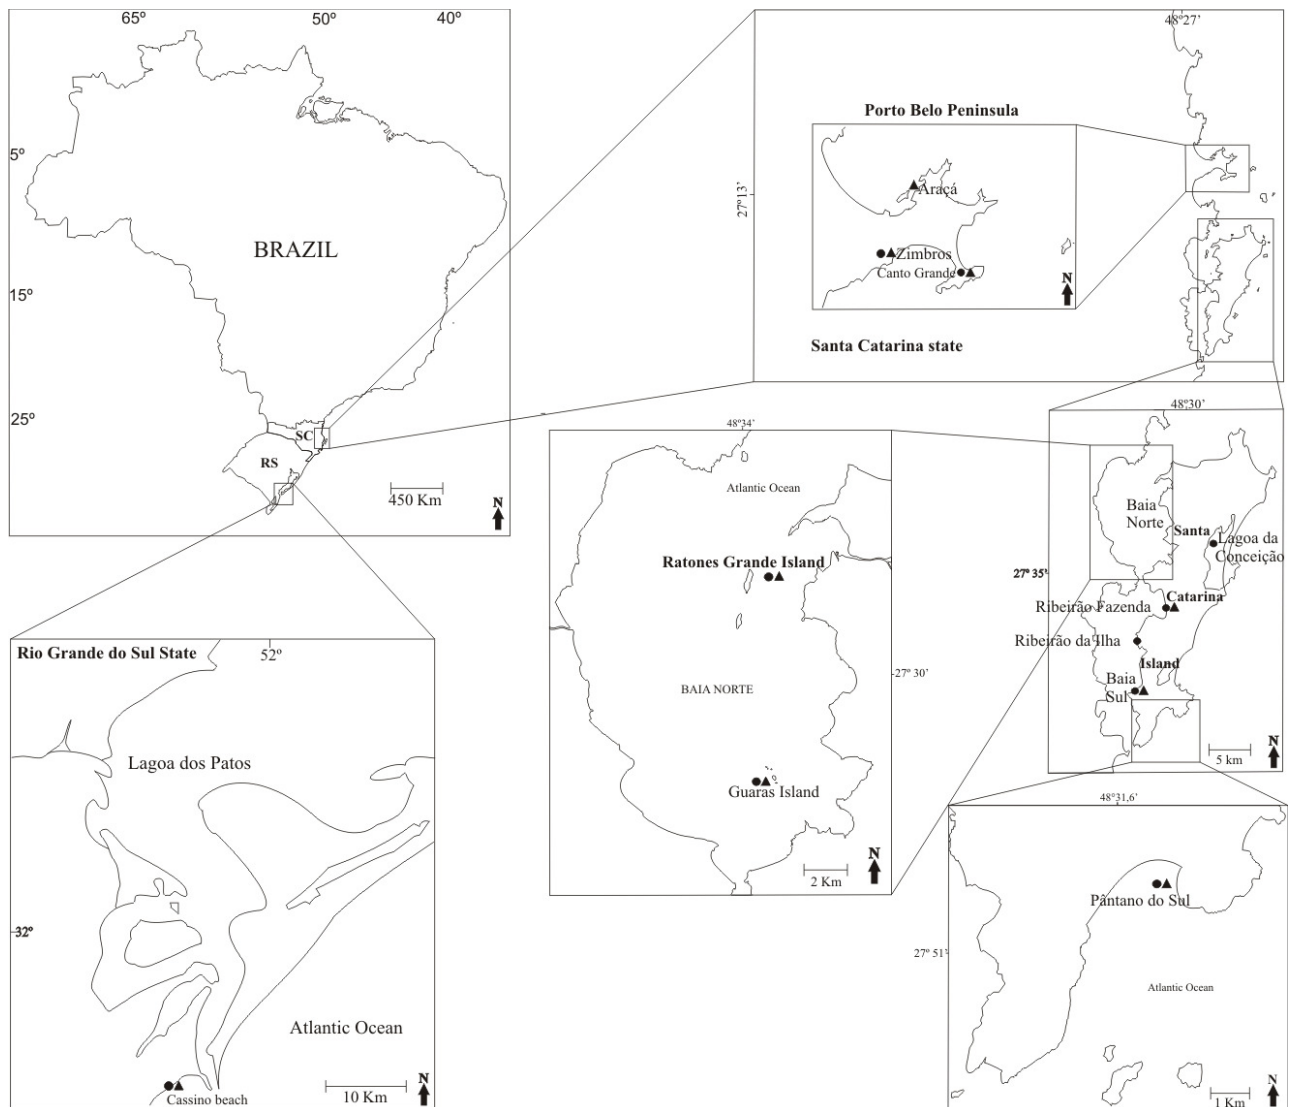 65º
50º
40º
5º
15º
25º
BRAZIL
SC
RS
450 Km
N
48º27’
27º13’
Porto Belo Peninsula
Araçá
Zimbros
Canto Grande
N
Santa Catarina state
48º34’
Atlantic Ocean
Ratones Grande Island
27º 30’
BAIA NORTE
Guaras Island
2 Km
N
48º30’
Baia
Norte
Santa
Lagoa da
Conceição
27º 35’
Catarina
Ribeirão Fazenda
Ribeirão da Ilha
Island
Baia
Sul
5 km
N
Rio Grande do Sul State
52º
Lagoa dos Patos
32º
Atlantic Ocean
Cassino beach
10 Km
N
48º31,6’
Pântano do Sul
27º 51’
Atlantic Ocean
1 Km
N